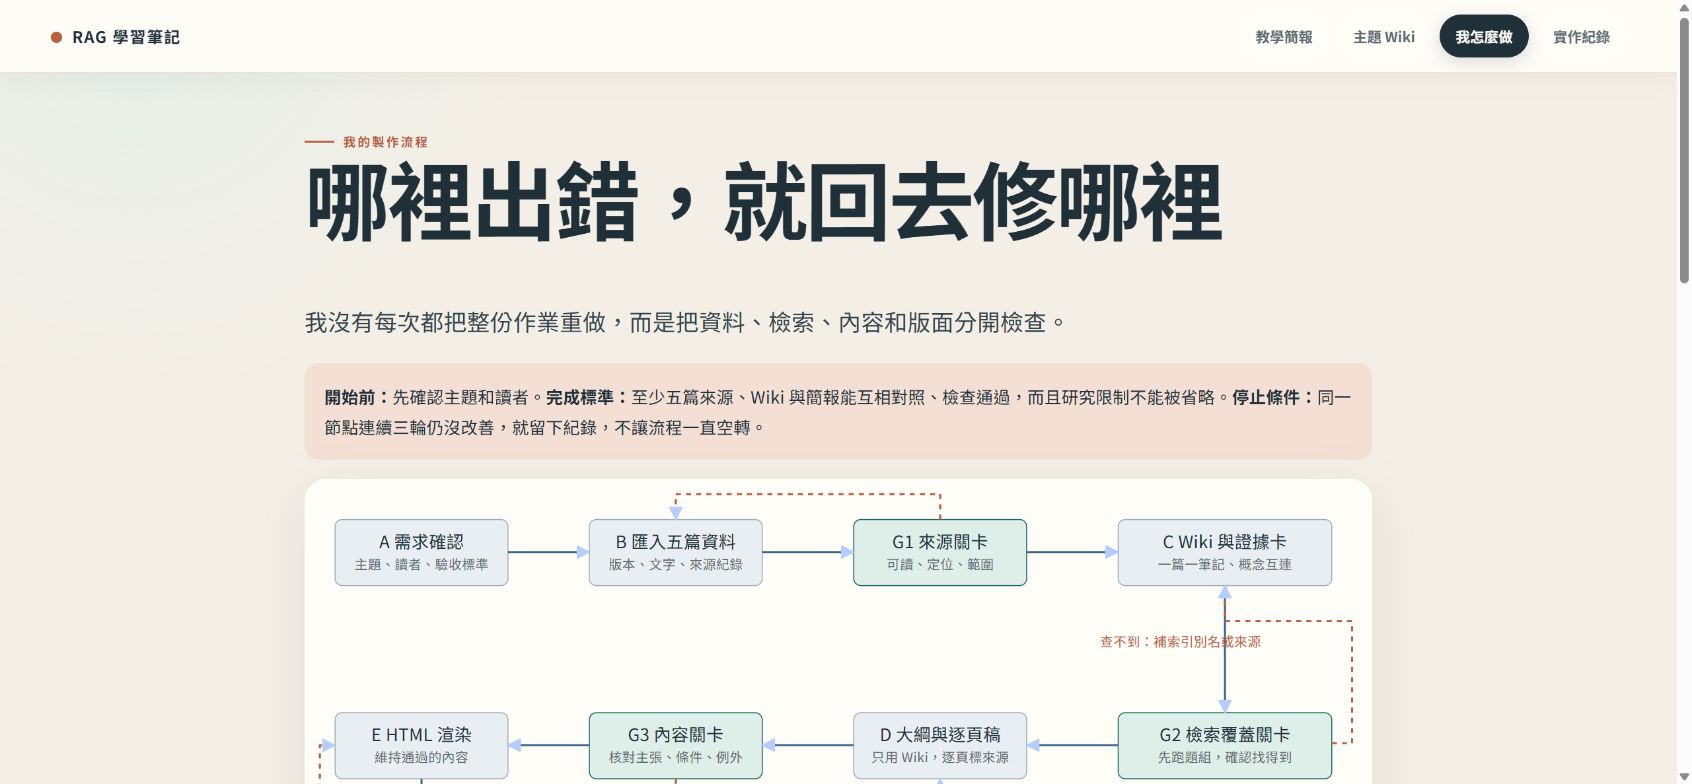 RAG 學習筆記
教學簡報
主題 Wiki
我怎麼做
實作紀錄
我的製作流程
哪裡出錯，就回去修哪裡
我沒有每次都把整份作業重做，而是把資料、檢索、內容和版面分開檢查。
開始前：先確認主題和讀者。完成標準：至少五篇來源、Wiki 與簡報能互相對照、檢查通過，而且研究限制不能被省略。停止條件：同一
節點連續三輪仍沒改善，就留下紀錄，不讓流程一直空轉。
A 需求確認
主題、讀者、驗收標準
B 匯入五篇資料
版本、文字、來源紀錄
G1 來源關卡
可讀、定位、範圍
C Wiki 與證據卡
一篇一筆記、概念互連
查不到：補索引別名或來源
E HTML 渲染
維持通過的內容
G3 內容關卡
核對主張、條件、例外
D 大綱與逐頁稿
只用 Wiki，逐頁標來源
G2 檢索覆蓋關卡
先跑題組，確認找得到